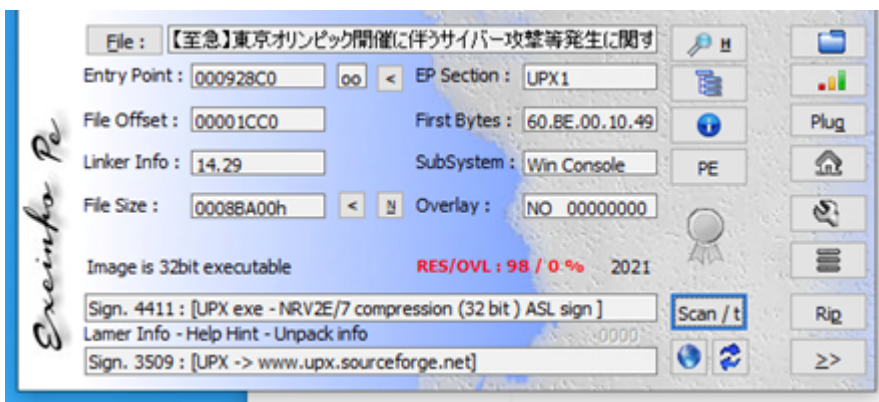 File : 【至急】東京オリンピック開催に伴うサイバー攻撃等発生に関す H
Entry Point : 000928C0 oo < EP Section : UPX1
File Offset : 00001CC0 First Bytes : 60.BE.00.10.49 Plug
Linker Info : 14.29 SubSystem : Win Console PE
File Size : 0008BA00h < N Overlay : NO 00000000
Image is 32bit executable RES/OVL : 98 / 0 % 2021
Sign. 4411 : [UPX exe - NRV2E/7 compression (32 bit ) ASL sign ] Scan / t Rip
Lamer Info - Help Hint - Unpack info 0000
Sign. 3509 : [UPX -> www.upx.sourceforge.net] >>
Exeinfo Pe